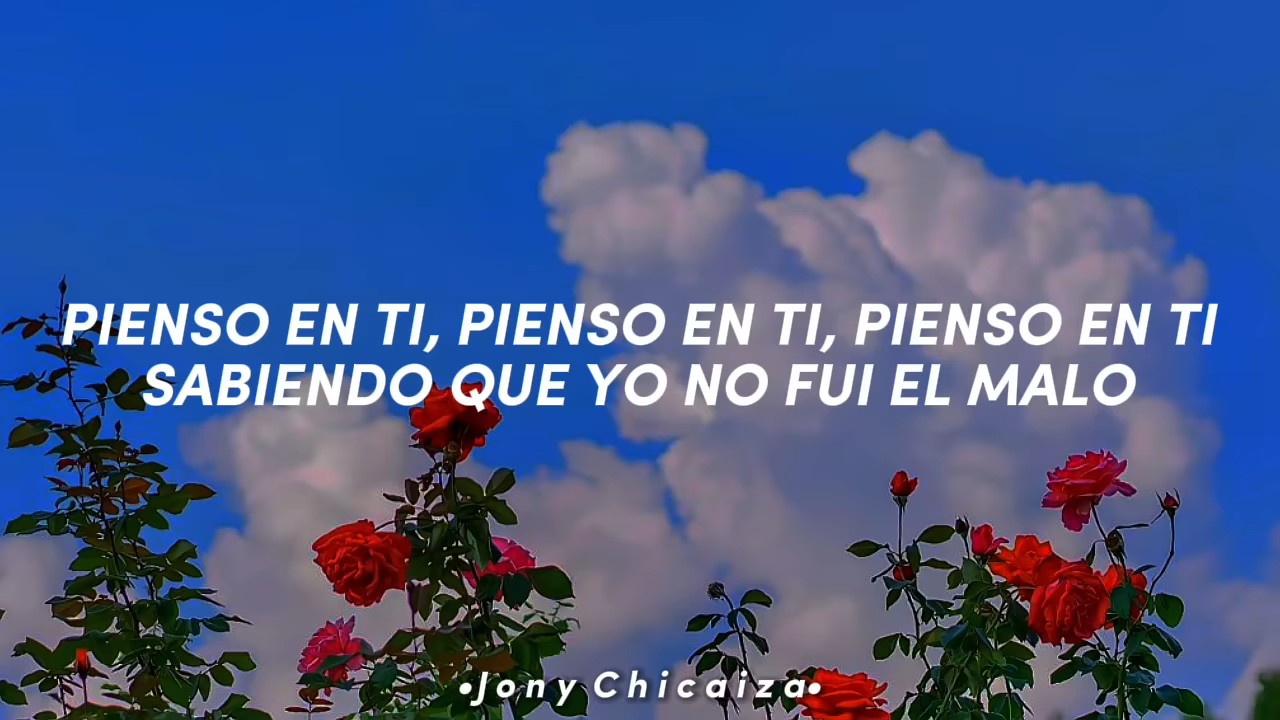 PIENSO EN TI, PIENSO EN TI, PIENSO EN TI
SABIENDO QUE YO NO FUI EL MALO
•Jony Chicaiza•